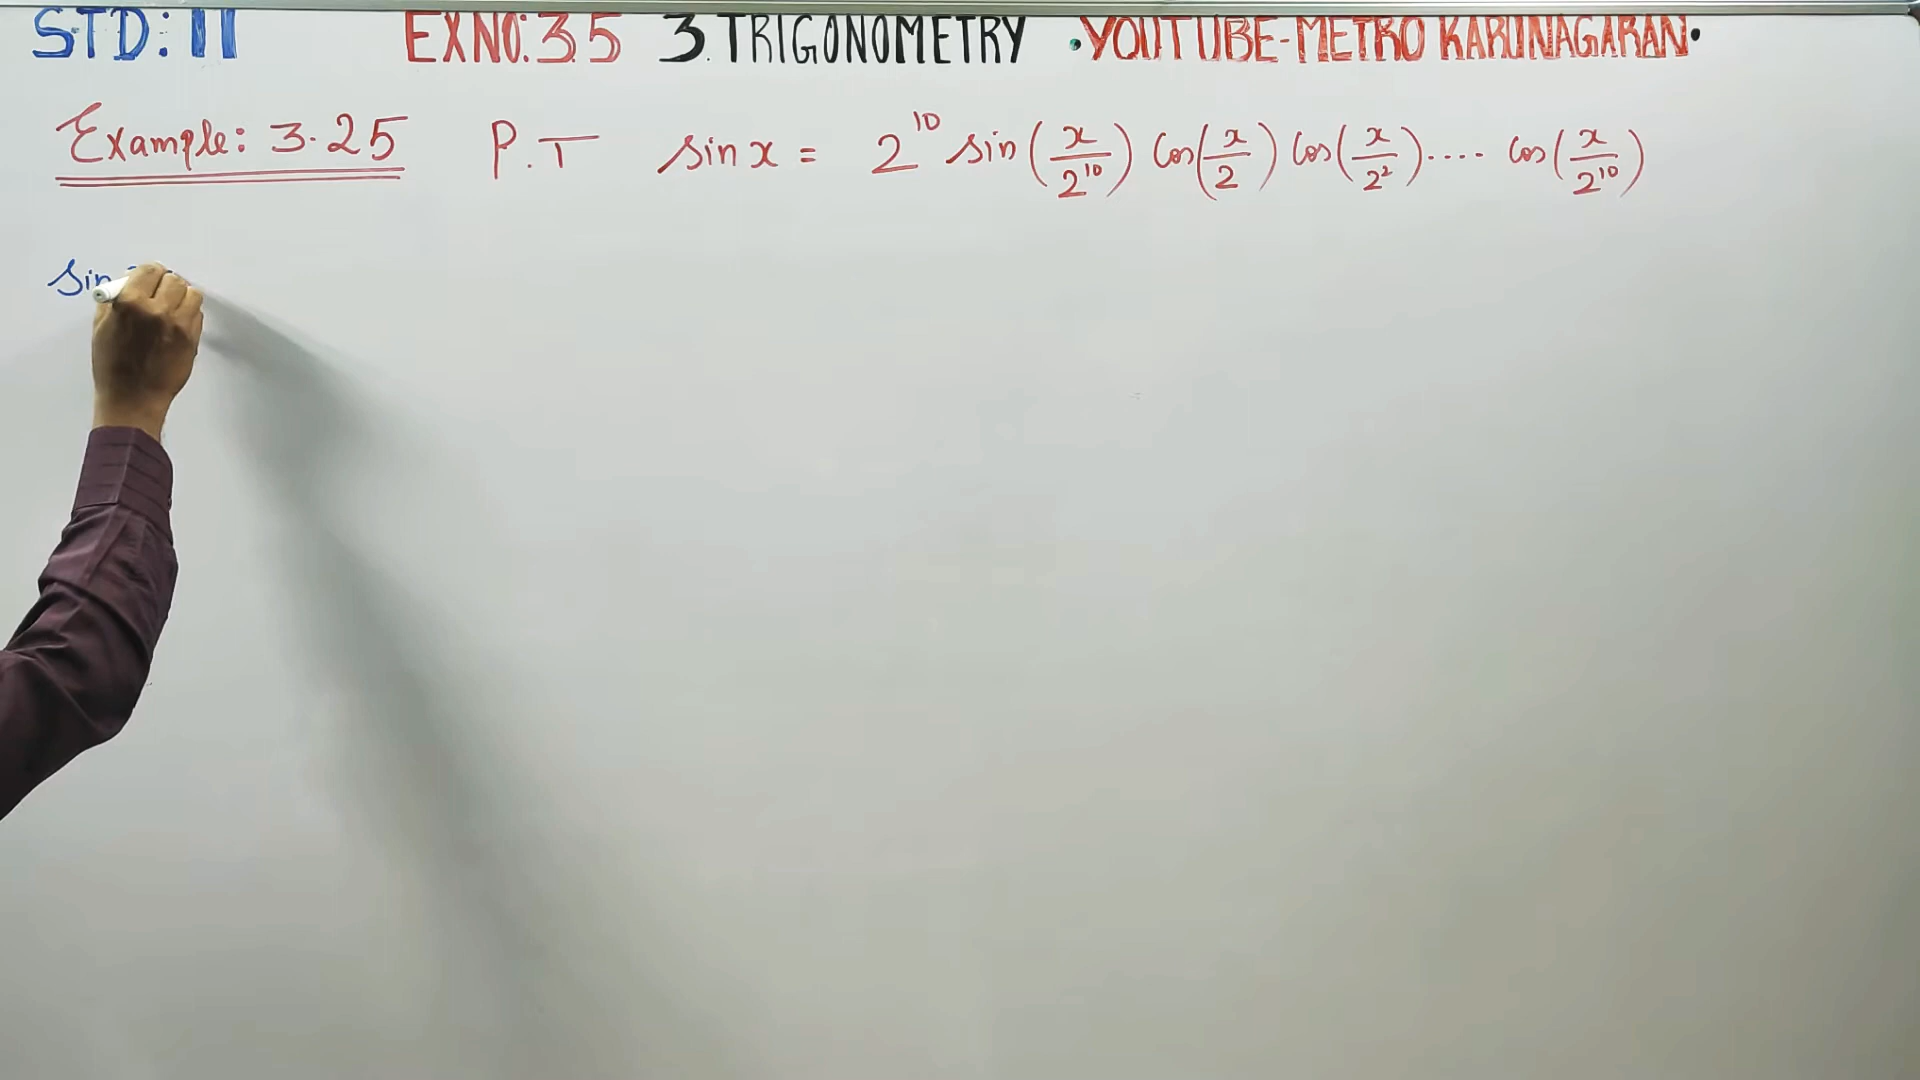 STD: 11 EXNO: 3.5 3. TRIGONOMETRY •YOUTUBE-METRO KARUNAGARAN•
Example: 3.25 P.T sin x = 2^10 sin(x/2^10) cos(x/2) cos(x/2^2) .... cos(x/2^10)
sin